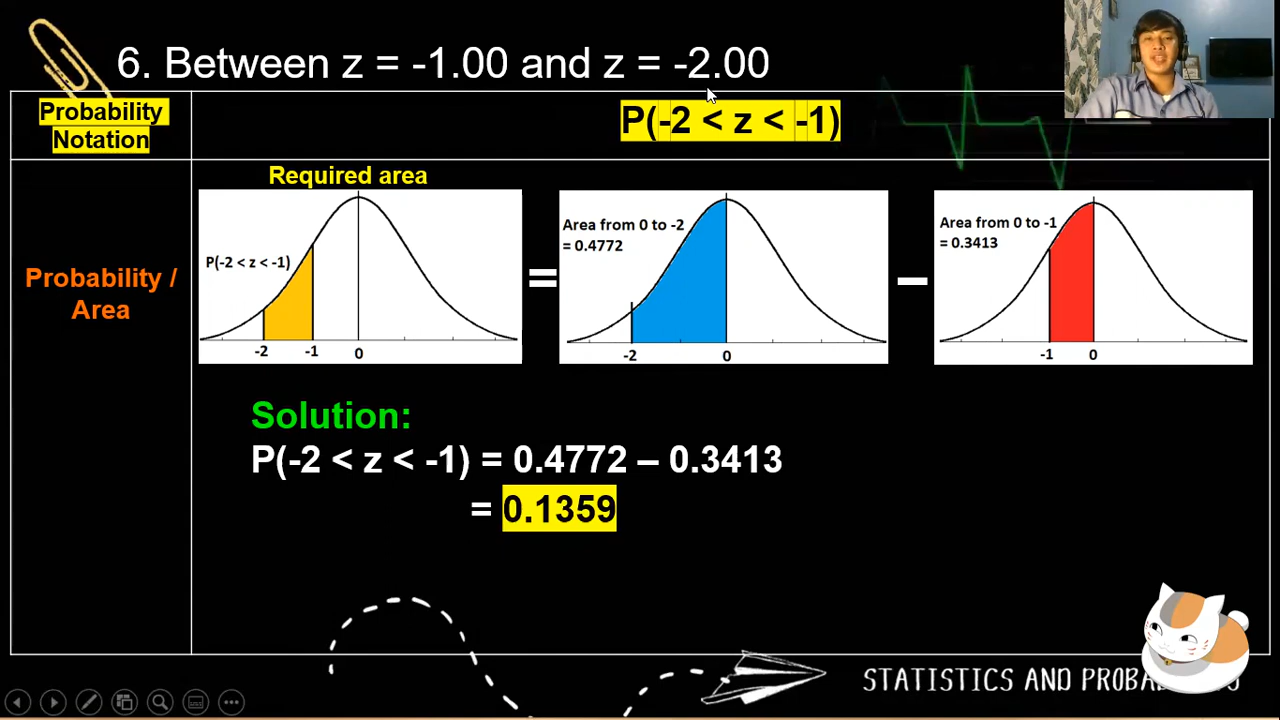 6. Between z = -1.00 and z = -2.00
Probability
Notation
P(-2 < z < -1)
Probability /
Area
Required area
P(-2 < z < -1)
-2 -1 0
=
Area from 0 to -2
= 0.4772
-2 0
–
Area from 0 to -1
= 0.3413
-1 0
Solution:
P(-2 < z < -1) = 0.4772 – 0.3413
= 0.1359
STATISTICS AND PROBAB